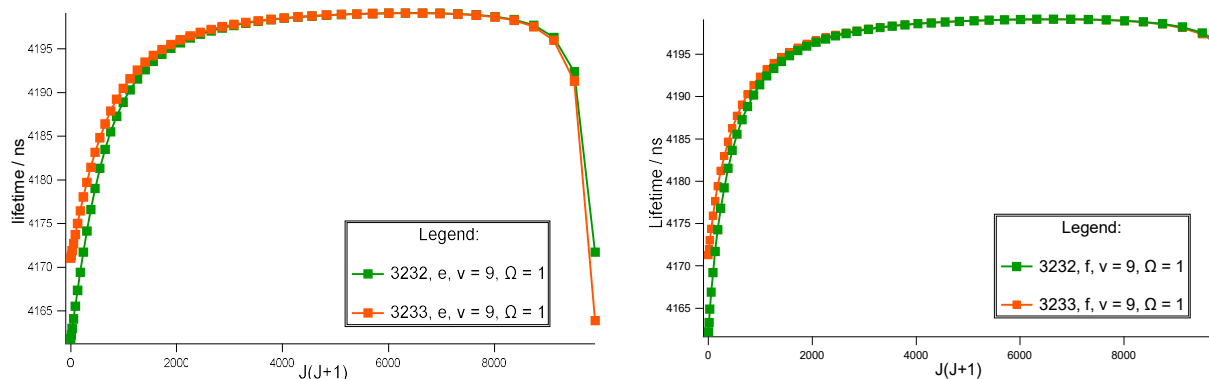 4195
4190
4185
4180
4175
4170
4165
lifetime / ns
0
2000
4000
6000
8000
J(J+1)
Legend:
3232, e, v = 9, Ω = 1
3233, e, v = 9, Ω = 1
4195
4190
4185
4180
4175
4170
4165
Lifetime / ns
0
2000
4000
6000
8000
J(J+1)
Legend:
3232, f, v = 9, Ω = 1
3233, f, v = 9, Ω = 1